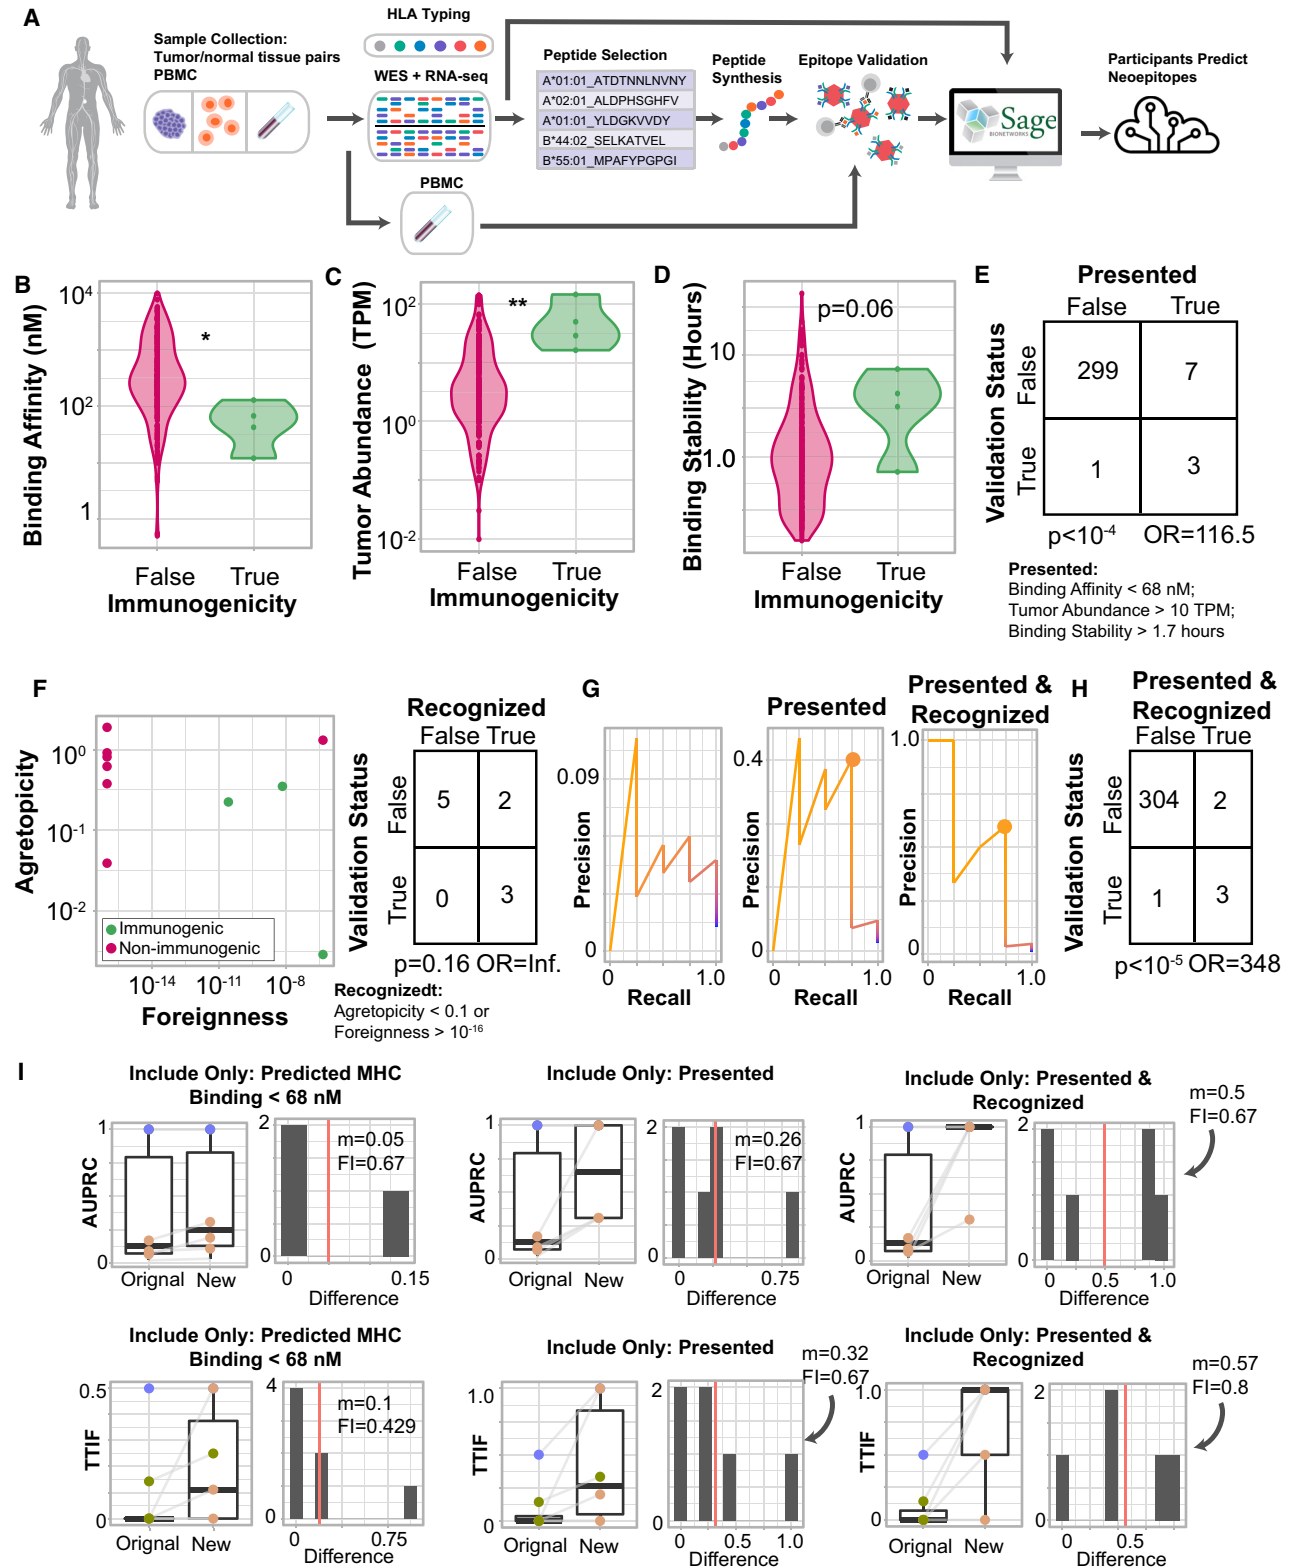 A
HLA Typing
Sample Collection:
Tumor/normal tissue pairs
PBMC
WES + RNA-seq
Peptide Selection
A*01:01_ATDTNNLNVNY
A*02:01_ALDPHSGHFV
A*01:01_YLDGKVVDY
B*44:02_SELKATVEL
B*55:01_MPAFYPGPGI
Peptide
Synthesis
Epitope Validation
Sage
BIONETWORKS
Participants Predict
Neoepitopes
PBMC
B
Binding Affinity (nM)
10⁴
10²
1
*
False True
Immunogenicity
C
Tumor Abundance (TPM)
10²
10⁰
10⁻²
**
False True
Immunogenicity
D
Binding Stability (Hours)
10
1.0
p=0.06
False True
Immunogenicity
E
Presented
False True
Validation Status
False
True
299 7
1 3
p<10⁻⁴ OR=116.5
Presented:
Binding Affinity < 68 nM;
Tumor Abundance > 10 TPM;
Binding Stability > 1.7 hours
F
Agretopicity
10⁰
10⁻¹
10⁻²
Immunogenic
Non-immunogenic
10⁻¹⁴ 10⁻¹¹ 10⁻⁸
Foreignness
Recognized
False True
Validation Status
False
True
5 2
0 3
p=0.16 OR=Inf.
Recognizedt:
Agretopicity < 0.1 or
Foreignness > 10⁻¹⁶
G
Precision
0.09
0
0 1.0
Recall
Presented
Precision
0.4
0
0 1.0
Recall
Presented &
Recognized
Precision
1.0
0
0 1.0
Recall
H
Presented &
Recognized
False True
Validation Status
False
True
304 2
1 3
p<10⁻⁵ OR=348
I
Include Only: Predicted MHC
Binding < 68 nM
AUPRC
1
0
Orignal New
2
0
m=0.05
FI=0.67
0 0.15
Difference
Include Only: Presented
AUPRC
1
0
Orignal New
2
0
m=0.26
FI=0.67
0 0.75
Difference
Include Only: Presented &
Recognized
AUPRC
1
0
Orignal New
2
0
m=0.5
FI=0.67
0 0.5 1.0
Difference
Include Only: Predicted MHC
Binding < 68 nM
TTIF
0.5
0
Orignal New
4
2
0
m=0.1
FI=0.429
0 0.75
Difference
Include Only: Presented
TTIF
1.0
0
Orignal New
2
0
m=0.32
FI=0.67
0 0.5 1.0
Difference
Include Only: Presented &
Recognized
TTIF
1.0
0
Orignal New
2
0
m=0.57
FI=0.8
0 0.5
Difference